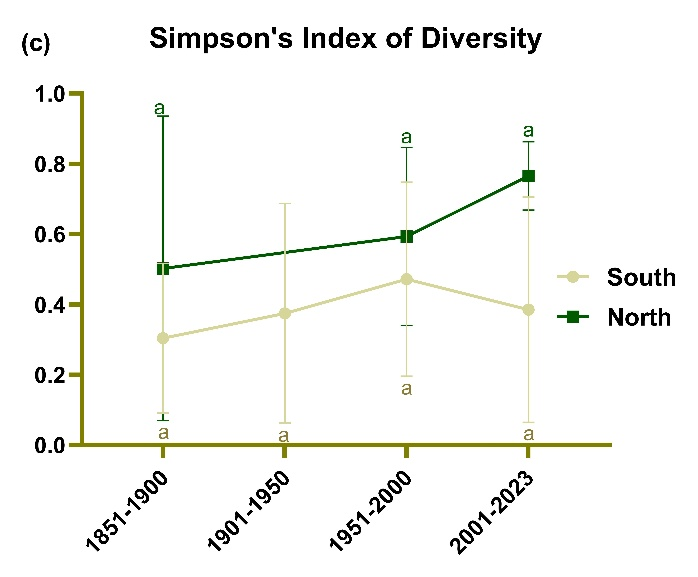 (c)
Simpson's Index of Diversity
1.0
0.8
0.6
0.4
0.2
0.0
a
a
a
a
a
a
a
South
North
1851-1900
1901-1950
1951-2000
2001-2023